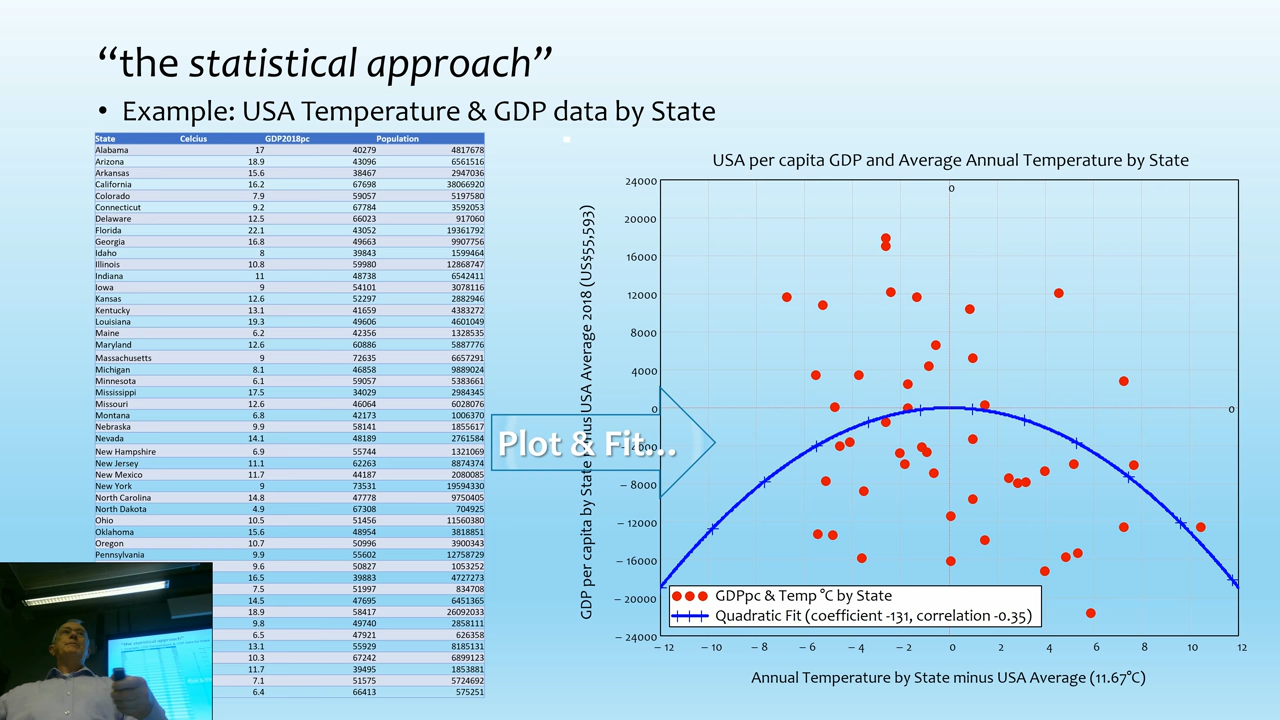 “the statistical approach”
• Example: USA Temperature & GDP data by State
State Celcius GDP2018pc Population
Alabama 17 40279 4817678
Arizona 18.9 43096 6561516
Arkansas 15.6 38467 2947036
California 16.2 67698 38066920
Colorado 7.9 59057 5197580
Connecticut 9.2 67784 3592053
Delaware 12.5 66023 917060
Florida 22.1 43052 19361792
Georgia 16.8 49663 9907756
Idaho 8 39843 1599464
Illinois 10.8 59980 12868747
Indiana 11 48738 6542411
Iowa 9 54101 3078116
Kansas 12.6 52297 2882946
Kentucky 13.1 41659 4383272
Louisiana 19.3 49606 4601049
Maine 6.2 42356 1328535
Maryland 12.6 60886 5887776
Massachusetts 9 72635 6657291
Michigan 8.1 46858 9889024
Minnesota 6.1 59057 5383661
Mississippi 17.5 34029 2984345
Missouri 12.6 46064 6028076
Montana 6.8 42173 1006370
Nebraska 9.9 58141 1855617
Nevada 14.1 48189 2761584
New Hampshire 6.9 55744 1321069
New Jersey 11.1 62263 8874374
New Mexico 11.7 44187 2080085
New York 9 73531 19594330
North Carolina 14.8 47778 9750405
North Dakota 4.9 67308 704925
Ohio 10.5 51456 11560380
Oklahoma 15.6 48954 3818851
Oregon 10.7 50996 3900343
Pennsylvania 9.9 55602 12758729
9.6 50827 1053252
16.5 39883 4727273
7.5 51997 834708
14.5 47695 6451365
18.9 58417 26092033
9.8 49740 2858111
6.5 47921 626358
13.1 55929 8185131
10.3 67242 6899123
11.7 39495 1853881
7.1 51575 5724692
6.4 66413 575251
Plot & Fit...
USA per capita GDP and Average Annual Temperature by State
GDP per capita by State minus USA Average 2018 (US$55,593)
24000
20000
16000
12000
8000
4000
0
− 4000
− 8000
− 12000
− 16000
− 20000
− 24000
0
0
GDPpc & Temp °C by State
Quadratic Fit (coefficient -131, correlation -0.35)
− 12 − 10 − 8 − 6 − 4 − 2 0 2 4 6 8 10 12
Annual Temperature by State minus USA Average (11.67°C)